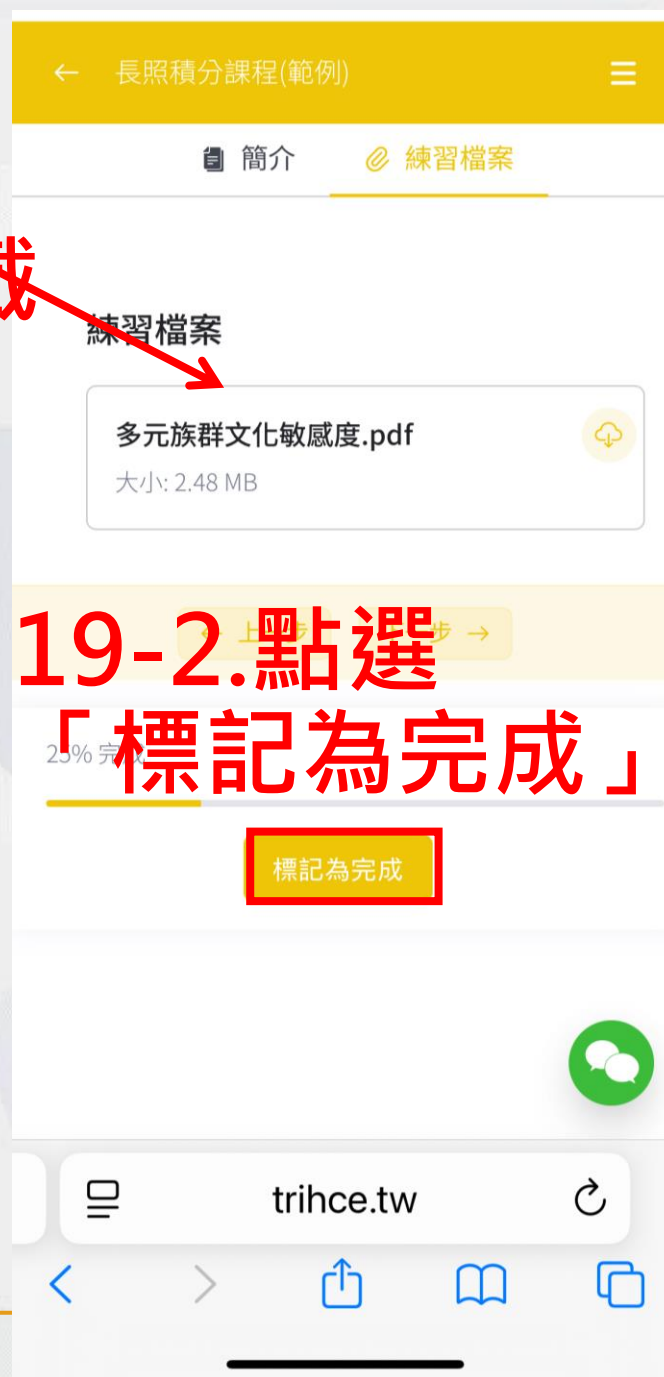 長照積分課程(範例)
簡介
練習檔案
練習檔案
多元族群文化敏感度.pdf
大小: 2.48 MB
19-2.點選
「標記為完成」
25% 完
標記為完成
trihce.tw